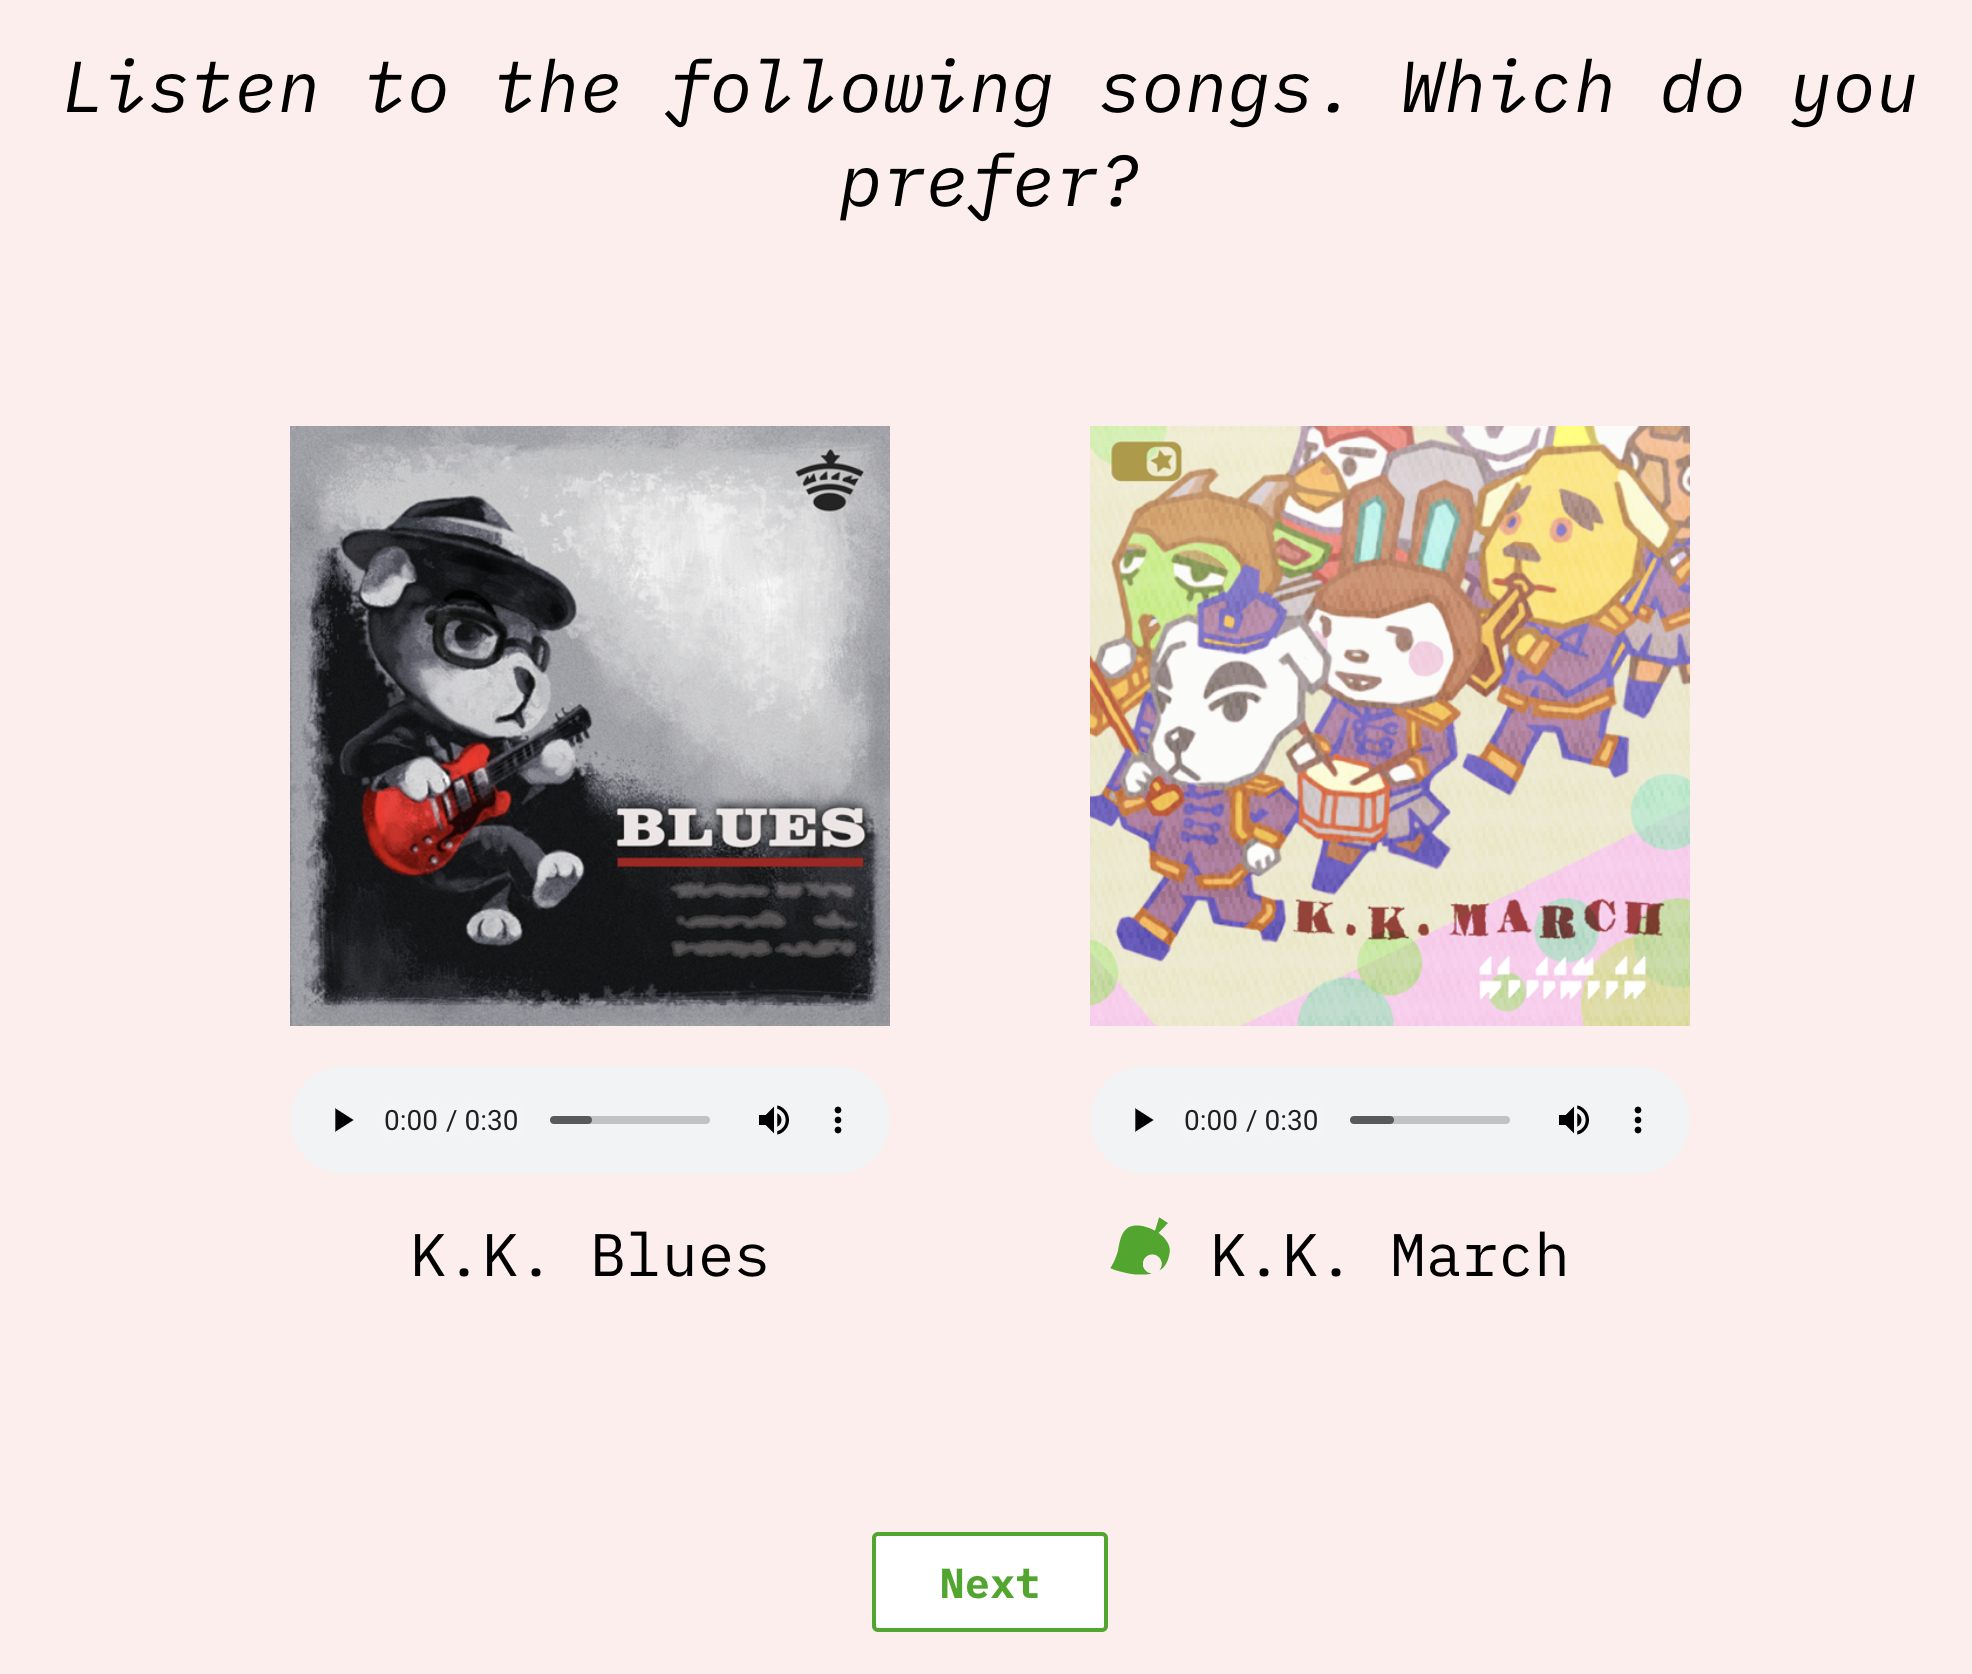 Listen to the following songs. Which do you
prefer?
BLUES
K.K. MARCH
0:00 / 0:30
0:00 / 0:30
K.K. Blues
K.K. March
Next